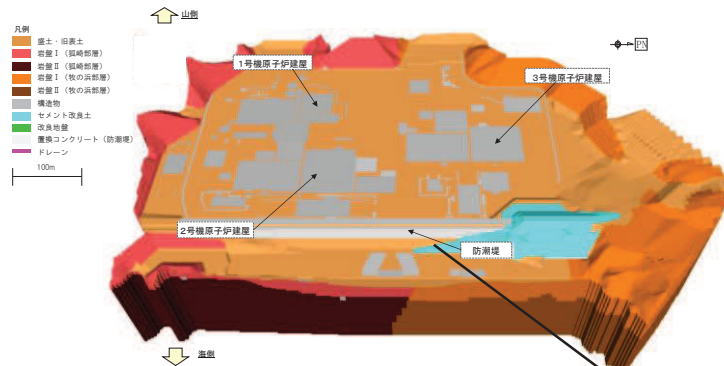 山側
凡例
盛土・旧表土
岩盤Ⅰ（狐崎部層）
岩盤Ⅱ（狐崎部層）
岩盤Ⅰ（牧の浜部層）
岩盤Ⅱ（牧の浜部層）
構造物
セメント改良土
改良地盤
置換コンクリート（防潮堤）
ドレーン
100m
1号機原子炉建屋
3号機原子炉建屋
PN
2号機原子炉建屋
防潮堤
海側